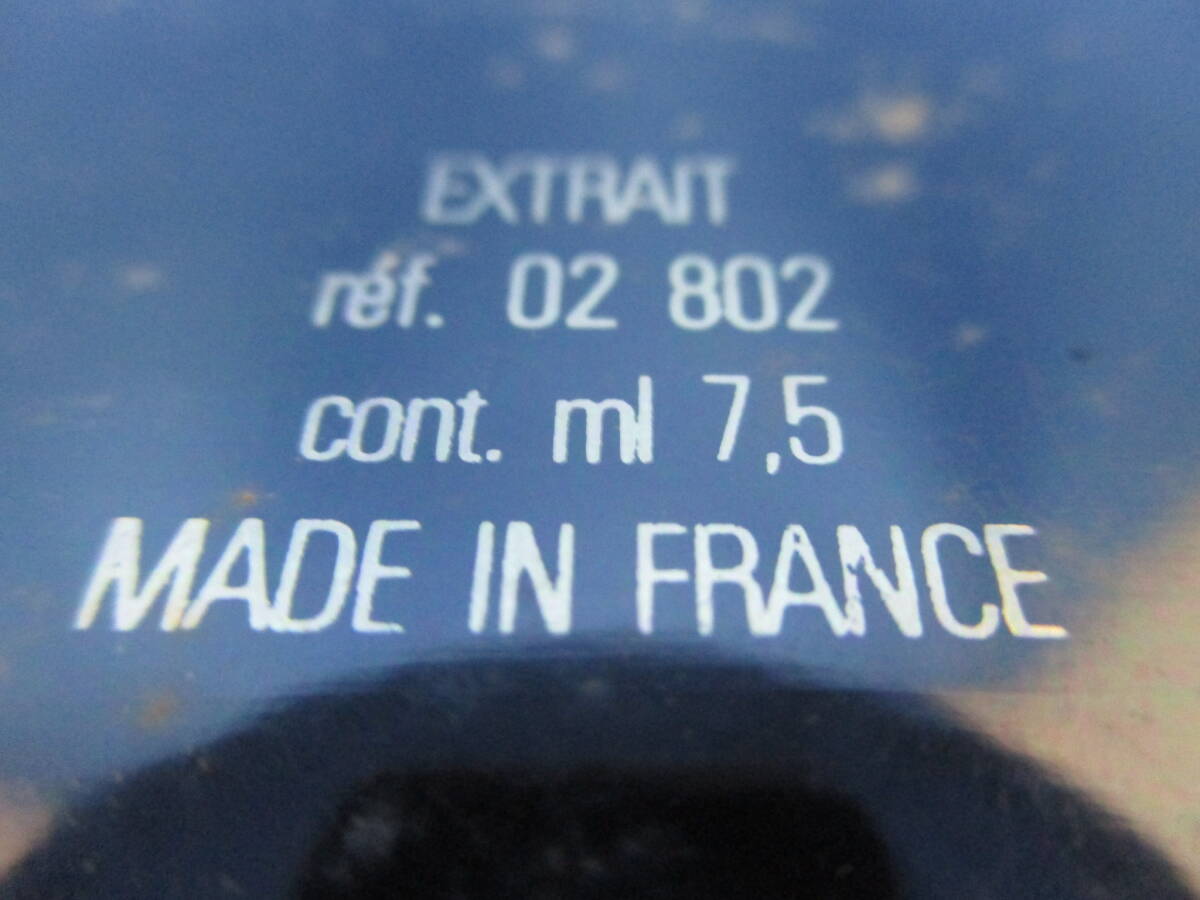 EXTRAIT
réf. 02 802
cont. ml 7,5
MADE IN FRANCE